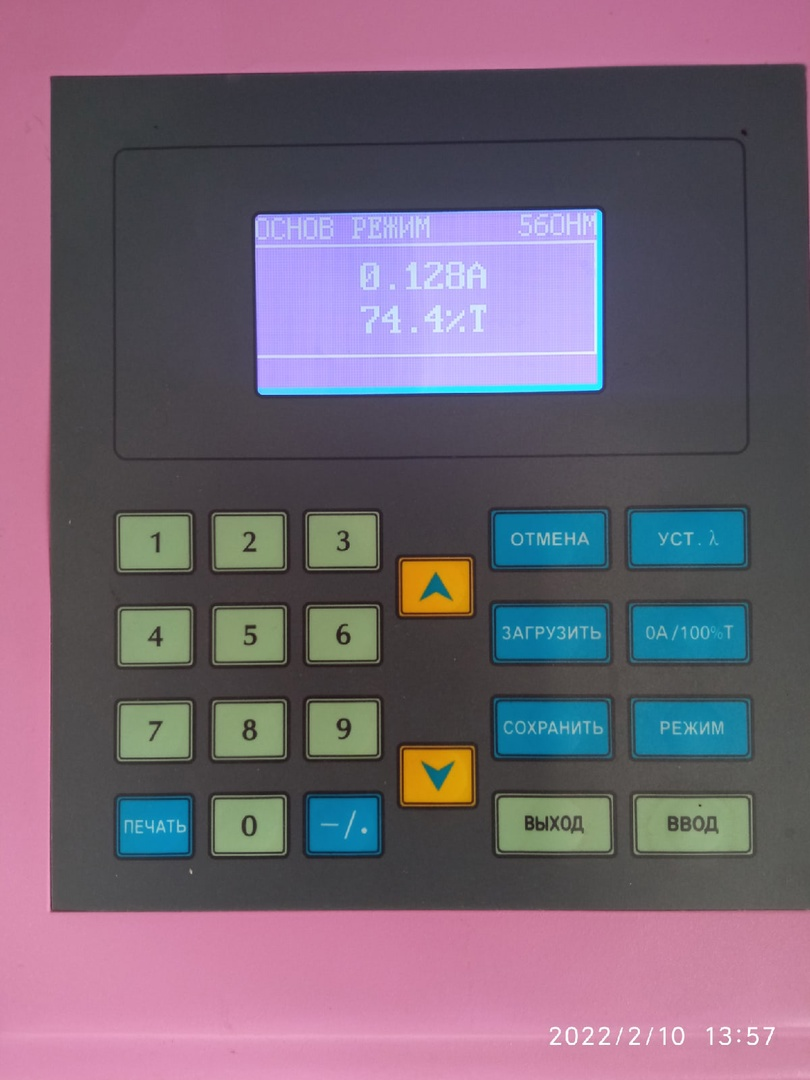 ОСНОВ РЕЖИМ 560НМ
0.128A
74.4%T
1 2 3 ОТМЕНА УСТ. λ
4 5 6 ЗАГРУЗИТЬ 0A/100%T
7 8 9 СОХРАНИТЬ РЕЖИМ
ПЕЧАТЬ 0 −/. ВЫХОД ВВОД
2022/2/10 13:57